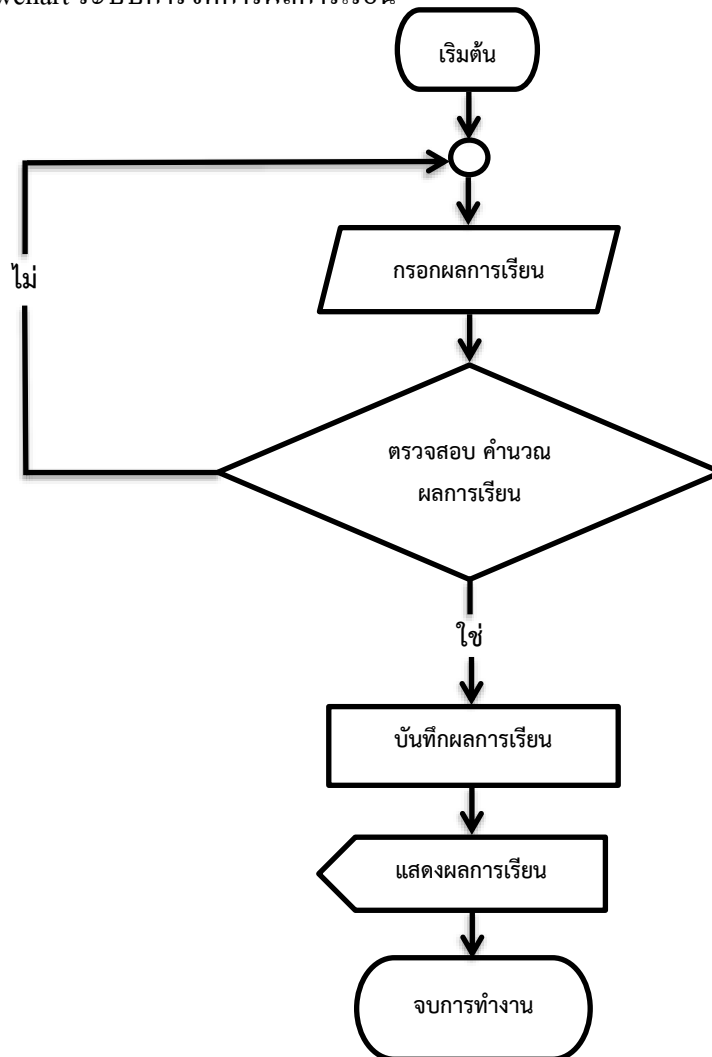 เริ่มต้น
กรอกผลการเรียน
ไม่
ตรวจสอบ คำนวณ
ผลการเรียน
ใช่
บันทึกผลการเรียน
แสดงผลการเรียน
จบการทำงาน